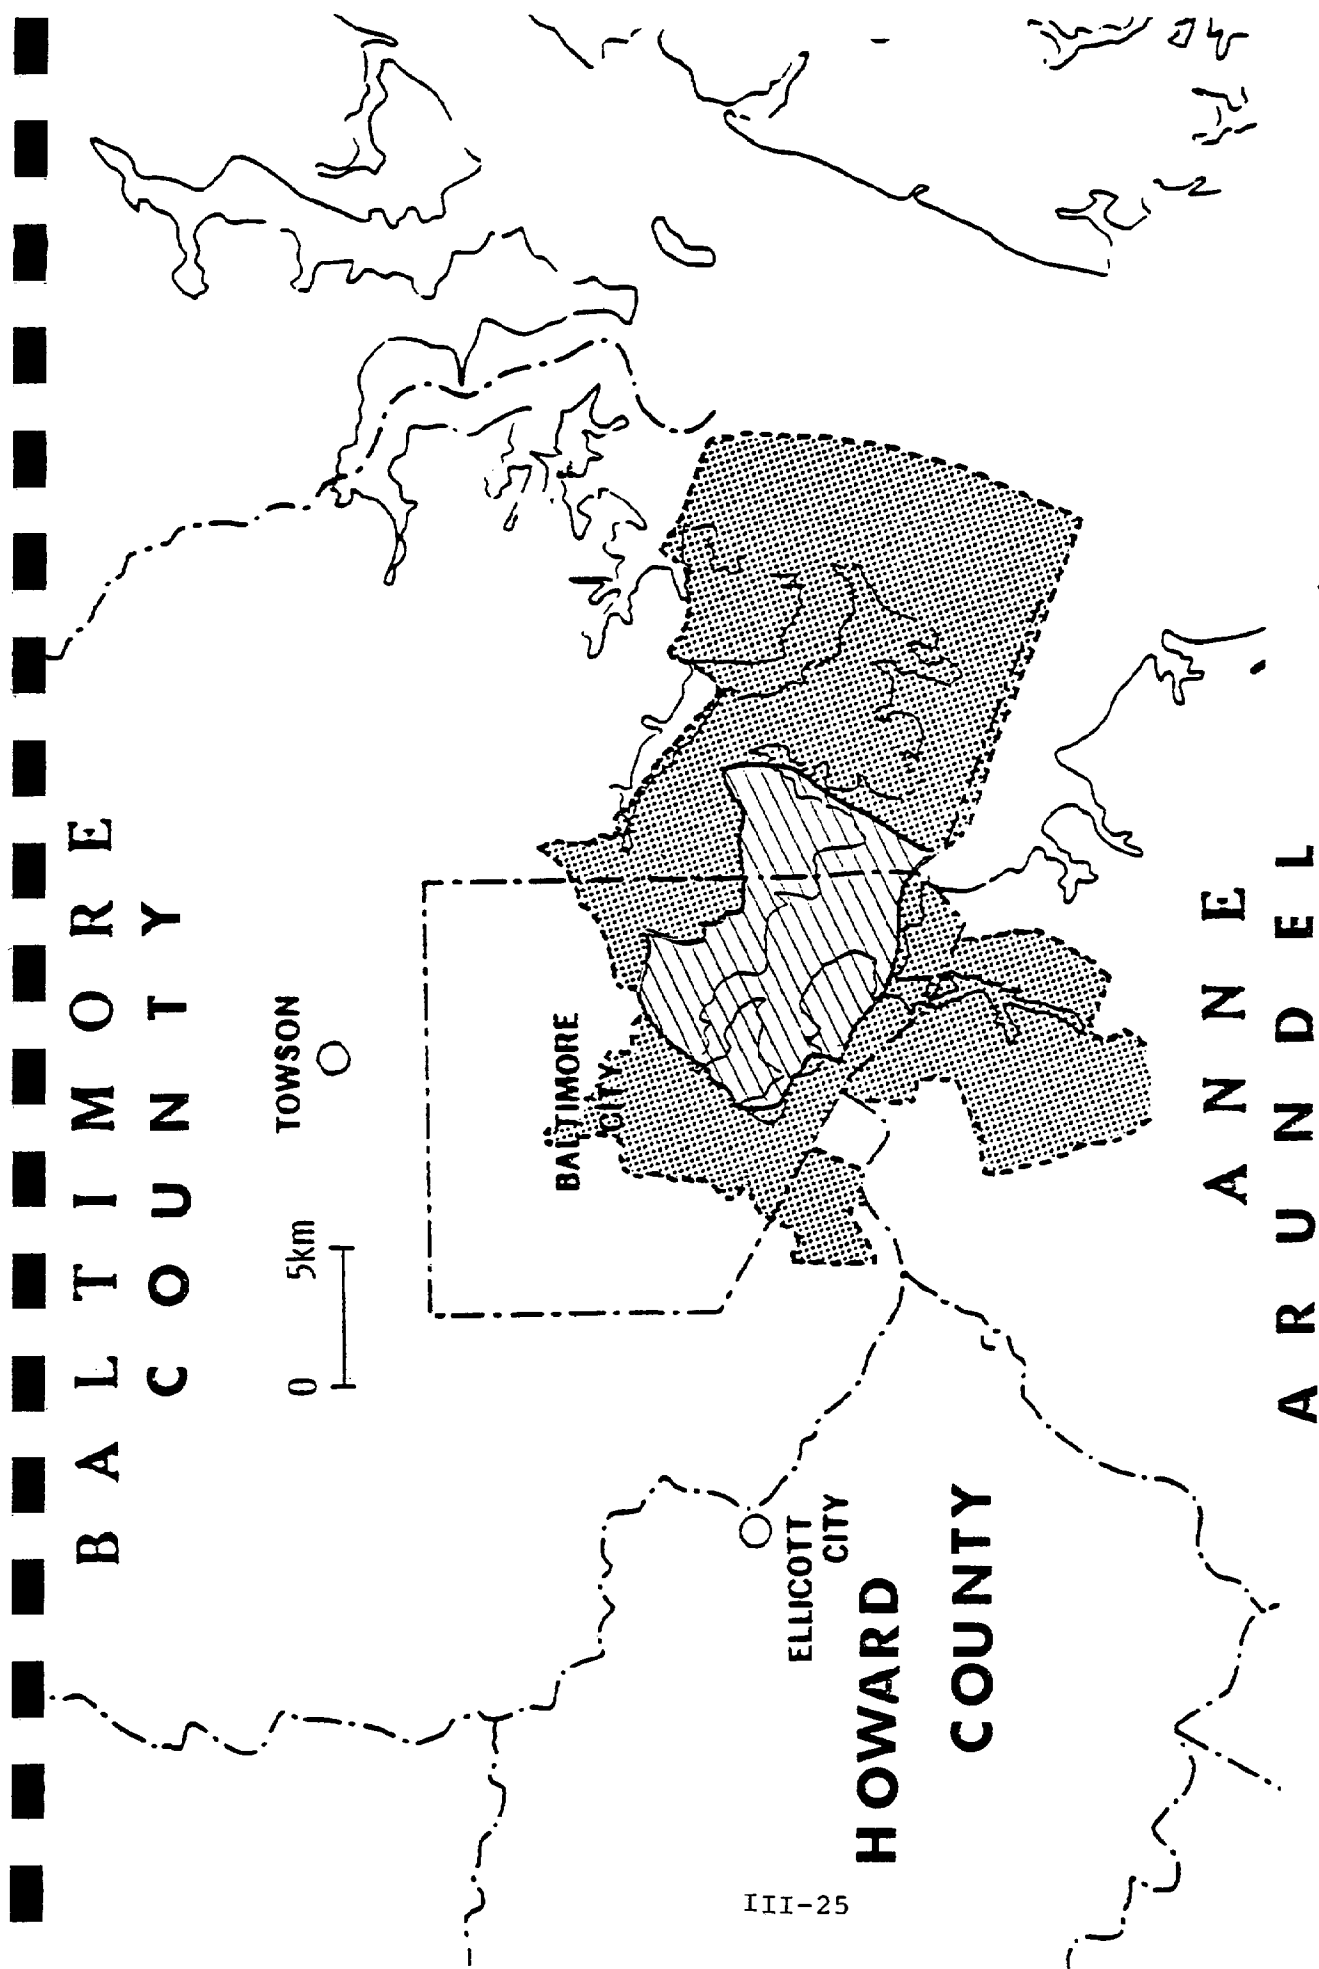 BALTIMORE
COUNTY
TOWSON
0 5km
BALTIMORE
CITY
ELLICOTT
CITY
HOWARD
COUNTY
ANNE
ARUNDEL
III-25